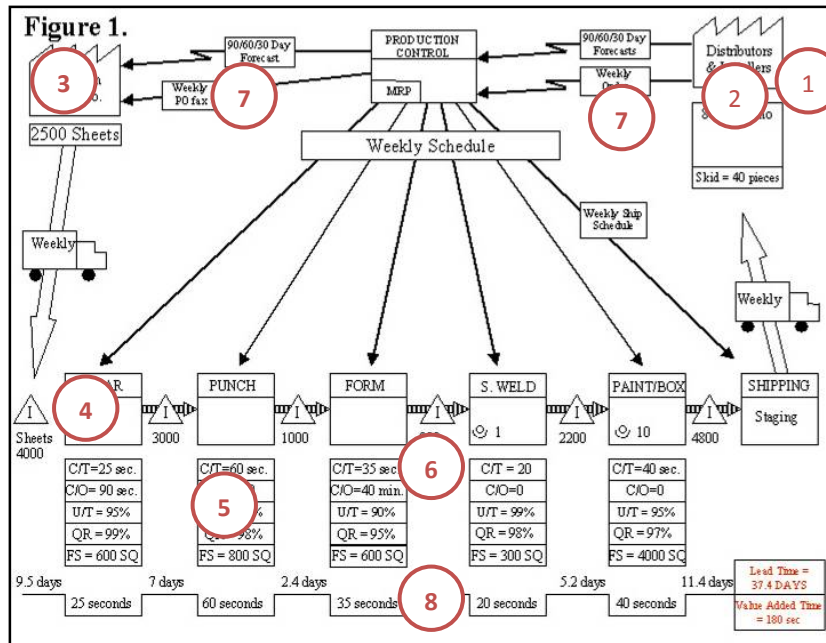 Figure 1.
90/60/30 Day
Forecast
PRODUCTION
CONTROL
MRP
90/60/30 Day
Forecasts
Distributors
&
1
2
3
Weekly
PO fax
7
Weekly
7
2500 Sheets
Weekly Schedule
Skid = 40 pieces
Weekly Ship
Schedule
Weekly
Weekly
4
PUNCH
FORM
S. WELD
PAINT/BOX
SHIPPING
I
I
I
I
I
I
1
10
Staging
Sheets
4000
3000
1000
2200
4800
6
C/T=25 sec.
C/O= 90 sec.
U/T= 95%
QR=99%
FS = 600 SQ
C/T=60 sec.
5
FS = 800 SQ
C/T=35 sec
C/O=40 min.
U/T= 90%
QR= 95%
FS = 600 SQ
C/T = 20
C/O=0
U/T= 99%
QR= 98%
FS= 300 SQ
C/T=40 sec.
C/O=0
U/T= 95%
QR= 97%
FS= 4000 SQ
9.5 days
7 days
2.4 days
5.2 days
11.4 days
25 seconds
60 seconds
35 seconds
8
20 seconds
40 seconds
Lead Time =
37.4 DAYS
Value Added Time
= 180 sec